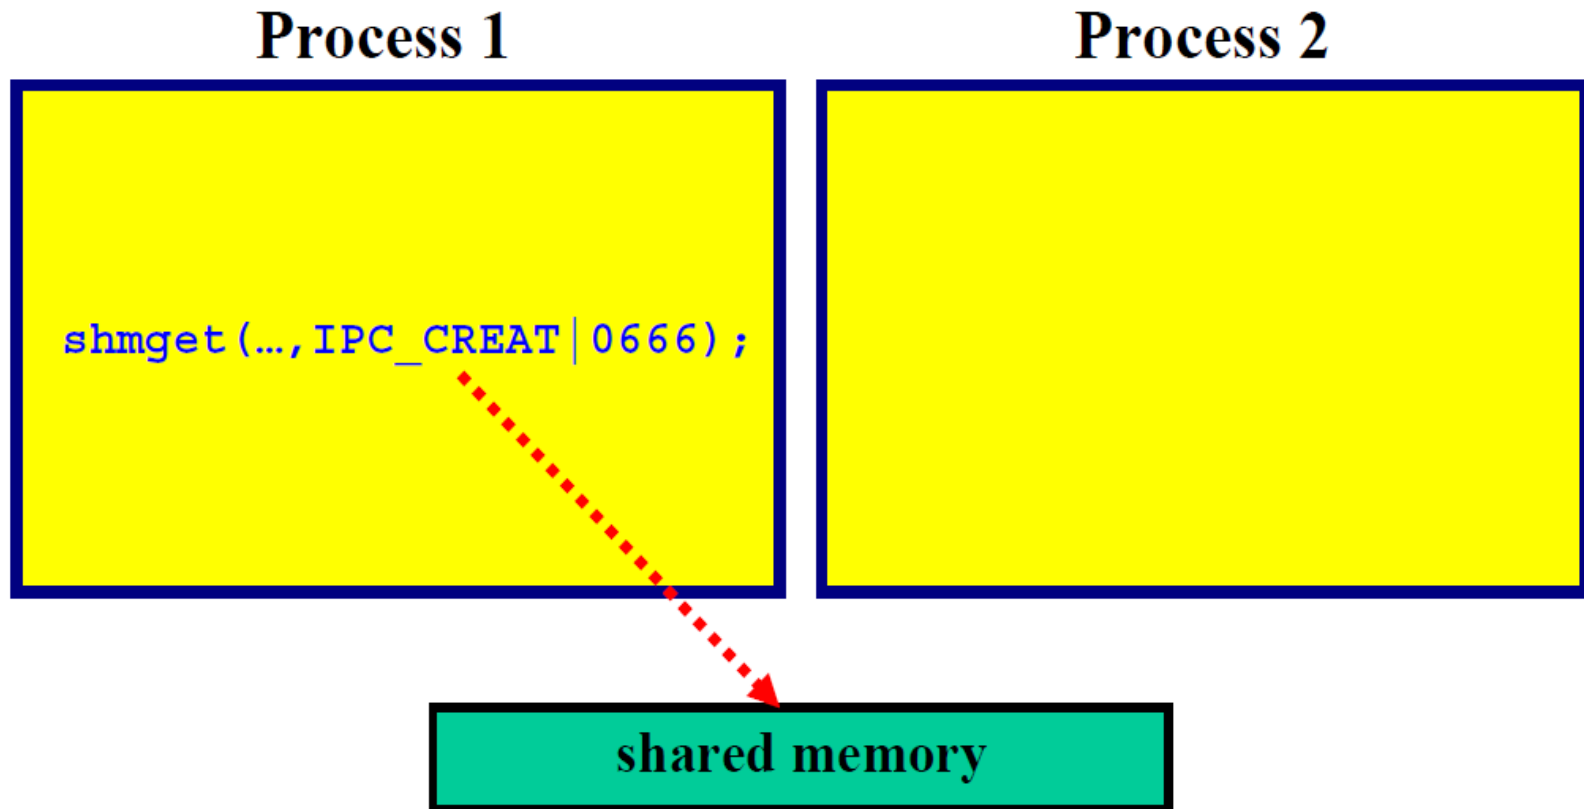 Process 1
Process 2
shmget(…,IPC_CREAT|0666);
shared memory